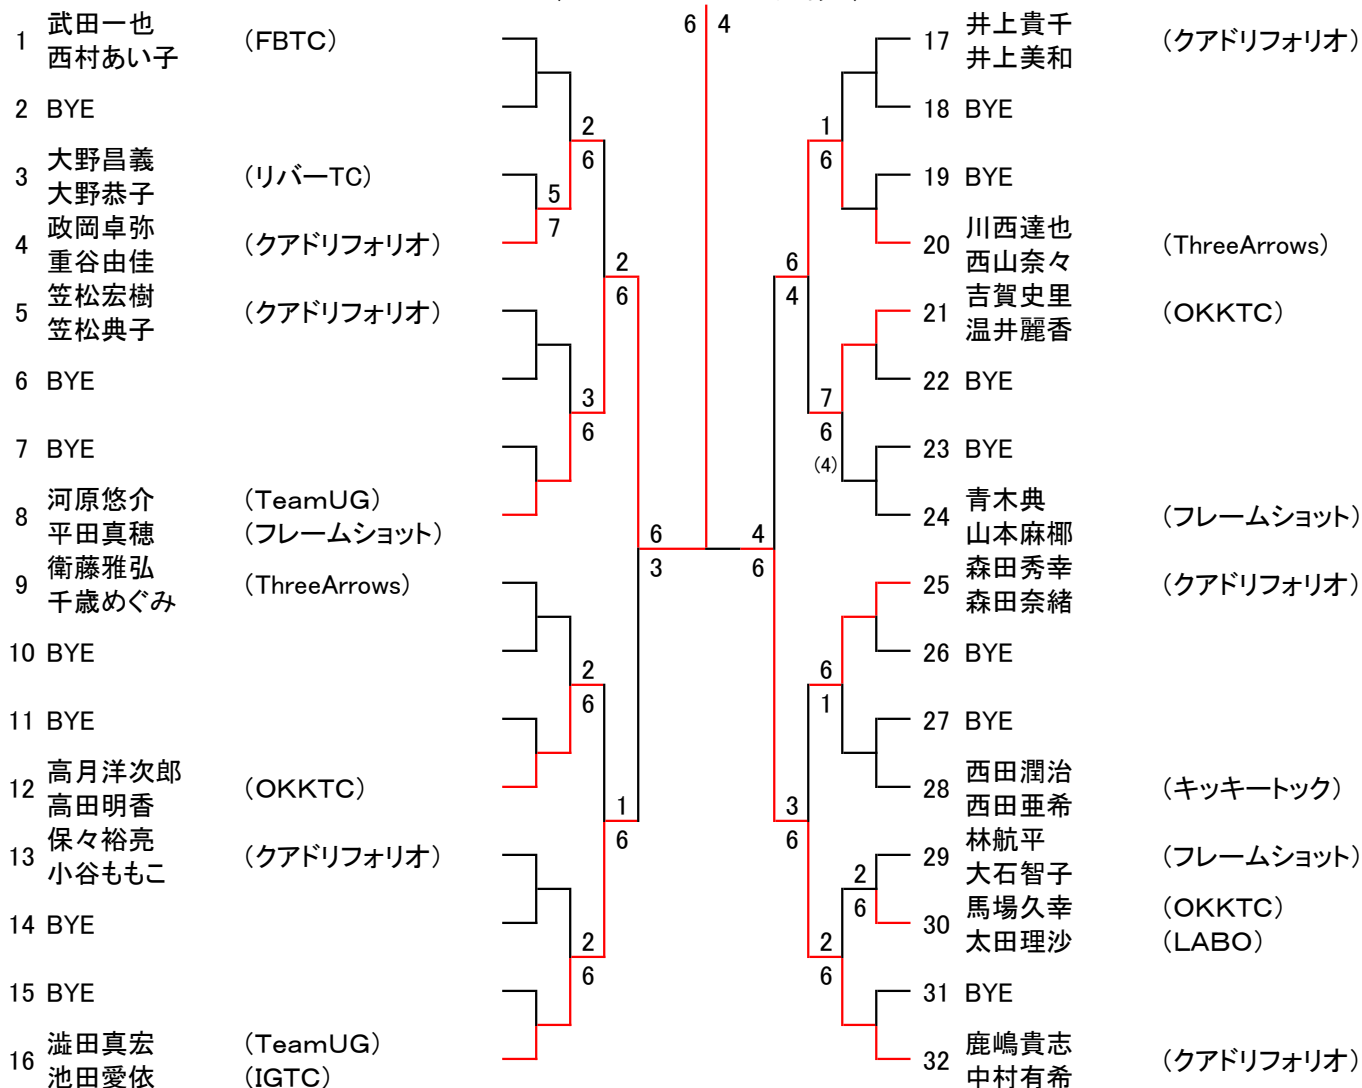 6 4
1 武田一也 (FBTC)
西村あい子
2 BYE
2
6
3 大野昌義 (リバーTC)
大野恭子
5
7
4 政岡卓弥 (クアドリフォリオ)
重谷由佳
2
6
5 笠松宏樹 (クアドリフォリオ)
笠松典子
6 BYE
3
6
7 BYE
8 河原悠介 (TeamUG)
平田真穂 (フレームショット)
6
3
9 衛藤雅弘 (ThreeArrows)
千歳めぐみ
10 BYE
2
6
11 BYE
12 高月洋次郎 (OKKTC)
高田明香
1
6
13 保々裕亮 (クアドリフォリオ)
小谷ももこ
14 BYE
2
6
15 BYE
16 澁田真宏 (TeamUG)
池田愛依 (IGTC)
17 井上貴千 (クアドリフォリオ)
井上美和
18 BYE
1
6
19 BYE
20 川西達也 (ThreeArrows)
西山奈々
6
4
21 吉賀史里 (OKKTC)
温井麗香
22 BYE
7
6
(4)
23 BYE
24 青木典 (フレームショット)
山本麻梛
4
6
25 森田秀幸 (クアドリフォリオ)
森田奈緒
26 BYE
6
1
27 BYE
28 西田潤治 (キッキートック)
西田亜希
3
6
29 林航平 (フレームショット)
大石智子
2
6
30 馬場久幸 (OKKTC)
太田理沙 (LABO)
2
6
31 BYE
32 鹿嶋貴志 (クアドリフォリオ)
中村有希